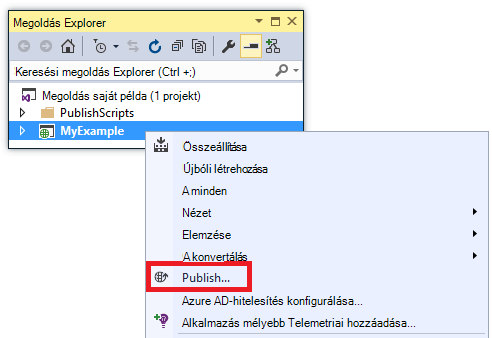 Megoldás Explorer
Keresési megoldás Explorer (Ctrl +;)
Megoldás saját példa (1 projekt)
PublishScripts
MyExample
Összeállítása
Újbóli létrehozása
A minden
Nézet
Elemzése
A konvertálás
Publish...
Azure AD-hitelesítés konfigurálása...
Alkalmazás mélyebb Telemetriai hozzáadása...